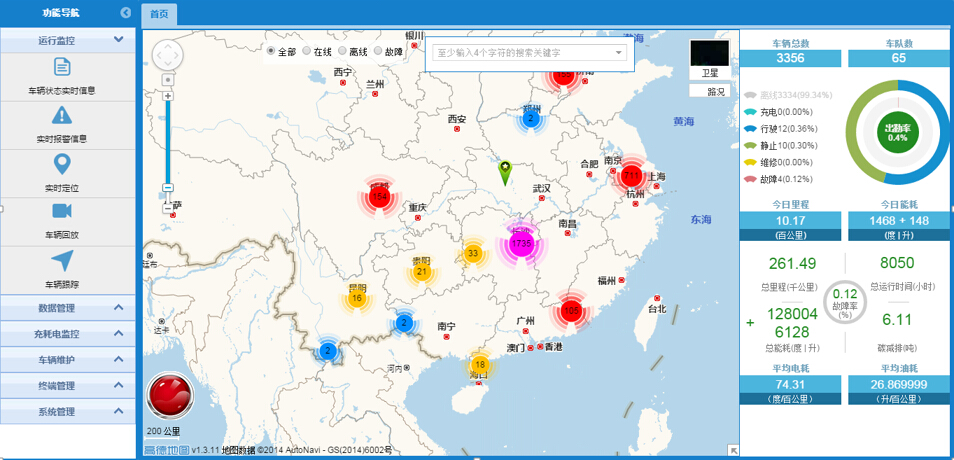 功能导航
首页
运行监控
车辆状态实时信息
实时报警信息
实时定位
车辆回放
车辆跟踪
数据管理
充耗电监控
车辆维护
终端管理
系统管理
全部
在线
离线
故障
至少输入4个字符的搜索关键字
卫星
路况
银川
渤海
西宁
兰州
155
济南
郑州
2
黄海
西安
合肥
南京
711
上海
杭州
成都
154
重庆
武汉
南昌
长沙
1735
东海
33
贵阳
21
昆明
16
福州
105
台北
2
南宁
广州
澳门
香港
2
18
海口
河内
廷布
达卡
200 公里
高德地图 v1.3.11 地图数据 ©2014 AutoNavi - GS(2014)6002号
车辆总数
3356
车队数
65
离线3334(99.34%)
充电0(0.00%)
行驶12(0.36%)
静止10(0.30%)
维修0(0.00%)
故障4(0.12%)
出勤率
0.4%
今日里程
10.17
(百公里)
今日能耗
1468 + 148
(度 | 升)
261.49
总里程(千公里)
8050
总运行时间(小时)
0.12
故障率
(%)
128004
+ 6128
总能耗(度 | 升)
6.11
碳减排(吨)
平均电耗
74.31
(度/百公里)
平均油耗
26.869999
(升/百公里)